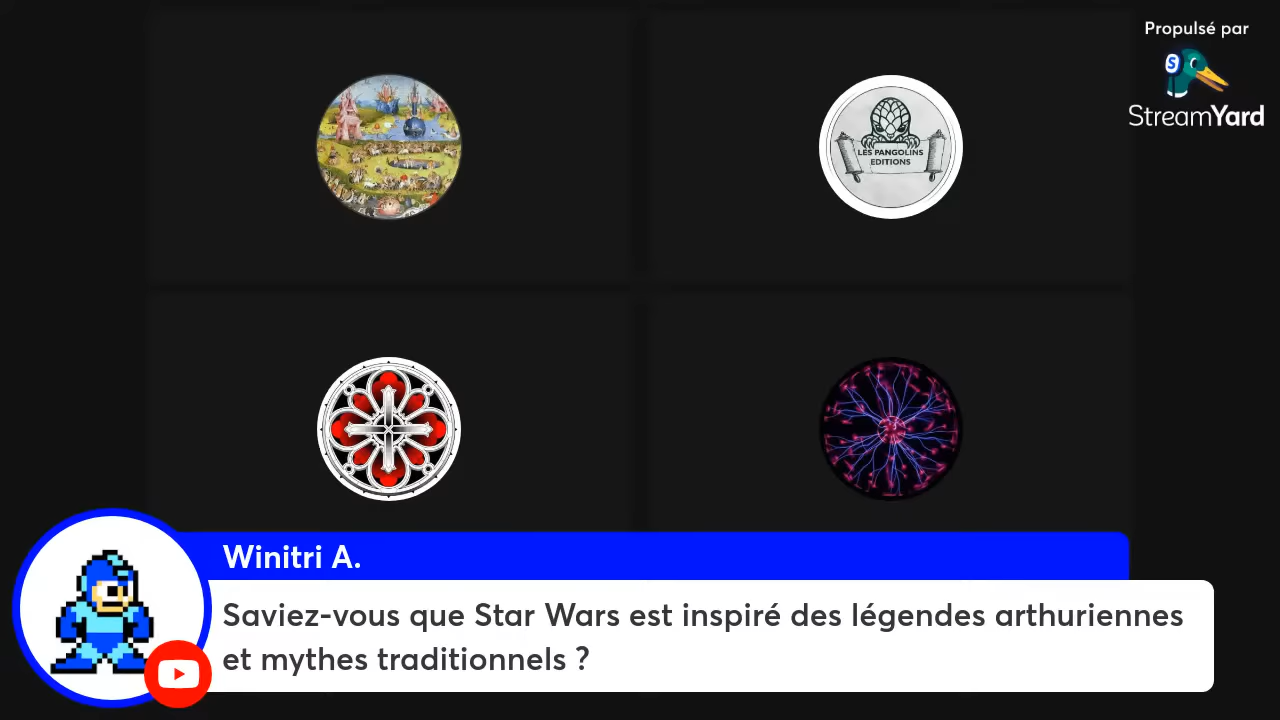 Propulsé par
S
StreamYard
LES PANGOLINS
EDITIONS
Winitri A.
Saviez-vous que Star Wars est inspiré des légendes arthuriennes
et mythes traditionnels ?